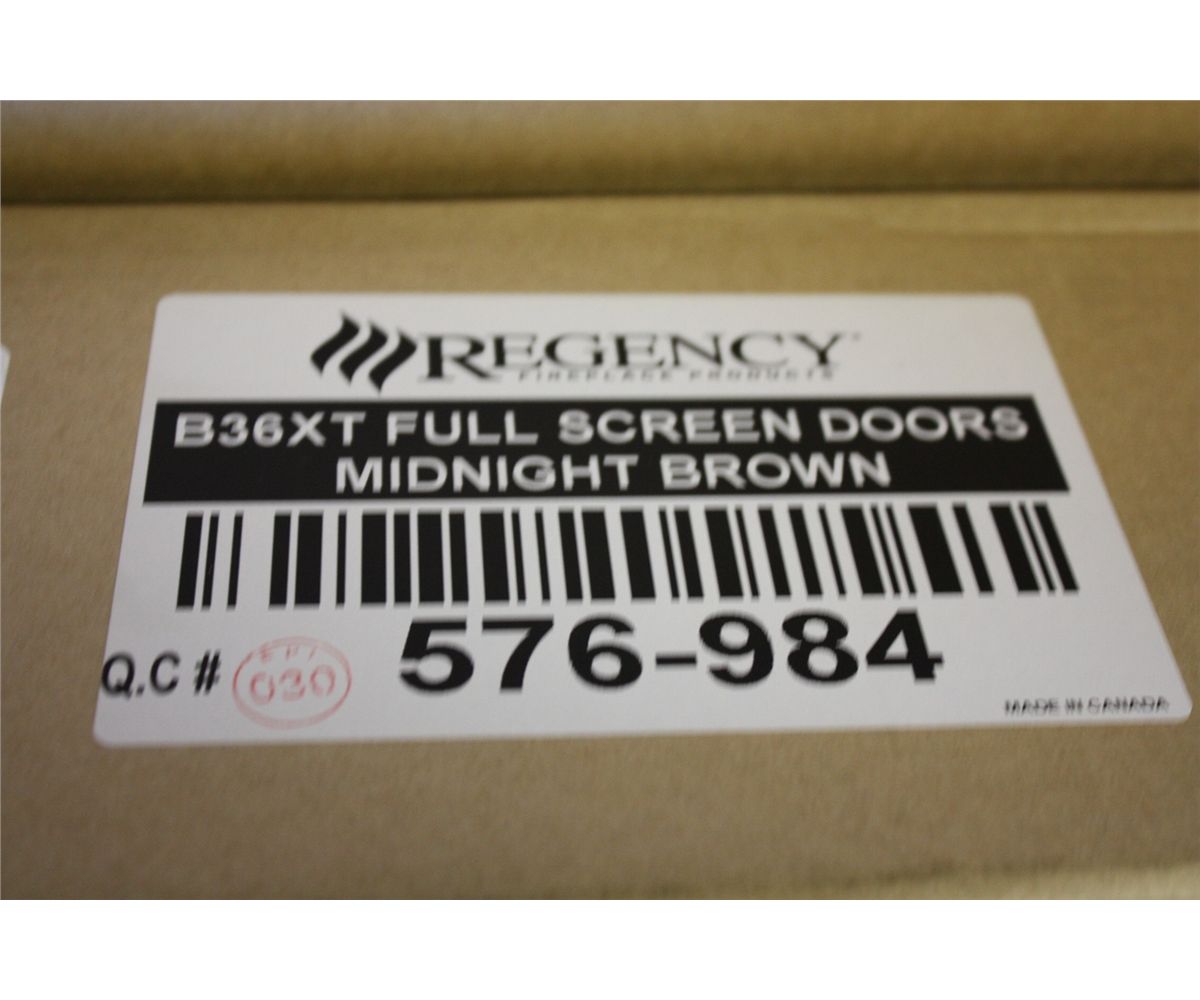 REGENCY
FIREPLACE PRODUCTS
B36XT FULL SCREEN DOORS
MIDNIGHT BROWN
576-984
Q.C #
030
MADE IN CANADA